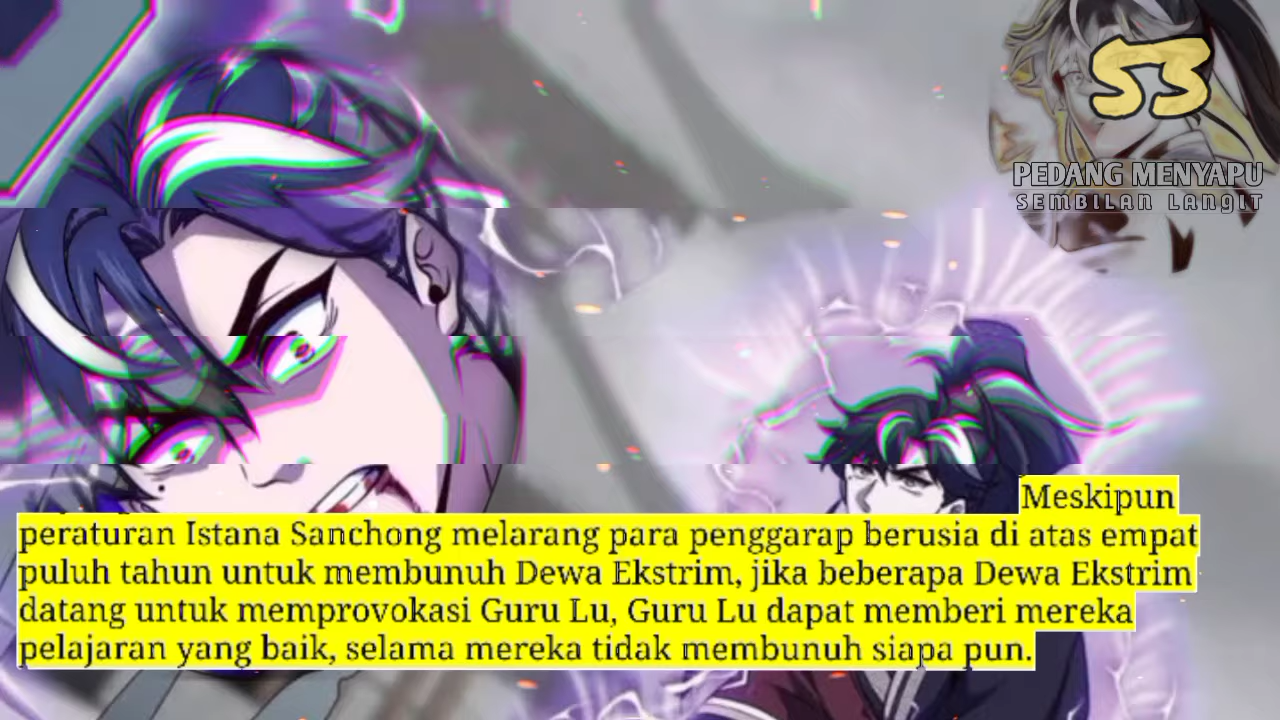 53
PEDANG MENYAPU
SEMBILAN LANGIT
Meskipun
peraturan Istana Sanchong melarang para penggarap berusia di atas empat
puluh tahun untuk membunuh Dewa Ekstrim, jika beberapa Dewa Ekstrim
datang untuk memprovokasi Guru Lu, Guru Lu dapat memberi mereka
pelajaran yang baik, selama mereka tidak membunuh siapa pun.